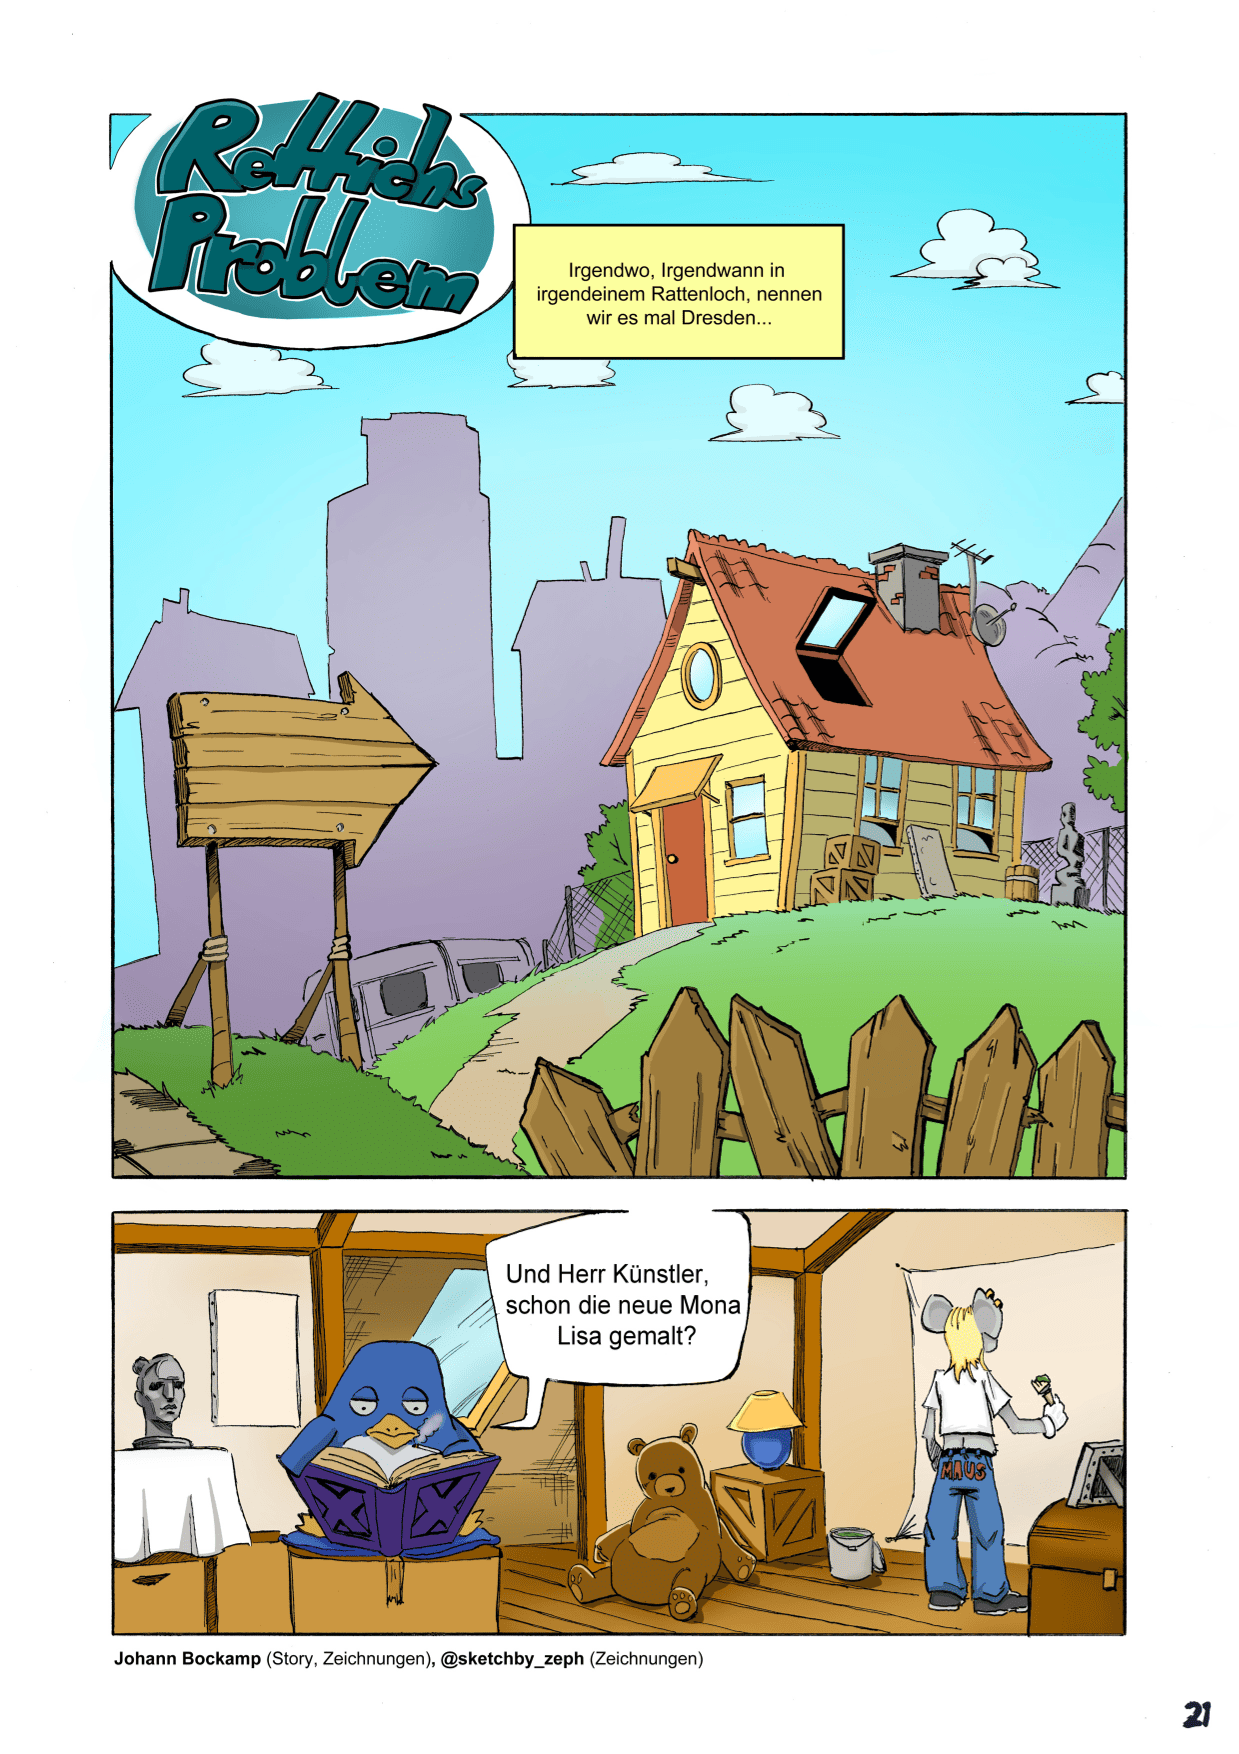 Rettichs
Problem
Irgendwo, Irgendwann in
irgendeinem Rattenloch, nennen
wir es mal Dresden...
Und Herr Künstler,
schon die neue Mona
Lisa gemalt?
MAUS
Johann Bockamp (Story, Zeichnungen), @sketchby_zeph (Zeichnungen)
21